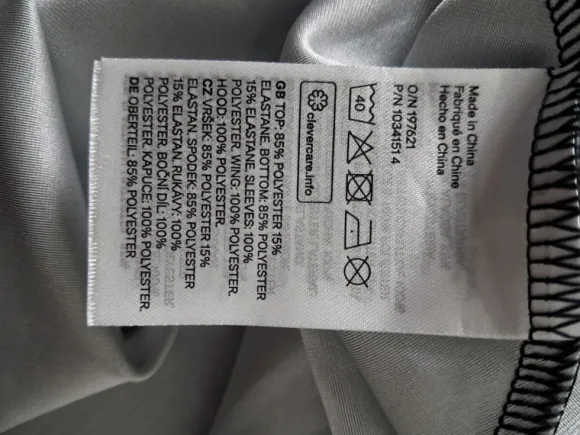 Made in China
Fabriqué en Chine
Hecho en China
O/N 197621
P/N 1034151 4
40
clevercare.info
GB TOP: 85% POLYESTER 15%
ELASTANE. BOTTOM: 85% POLYESTER
15% ELASTANE. SLEEVES: 100%
POLYESTER. WING: 100% POLYESTER.
HOOD: 100% POLYESTER.
CZ VRŠEK: 85% POLYESTER 15%
ELASTAN. SPODEK: 85% POLYESTER
15% ELASTAN. RUKÁVY: 100%
POLYESTER. BOČNÍ DÍL: 100%
POLYESTER. KAPUCE: 100% POLYESTER.
DE OBERTEIL: 85% POLYESTER